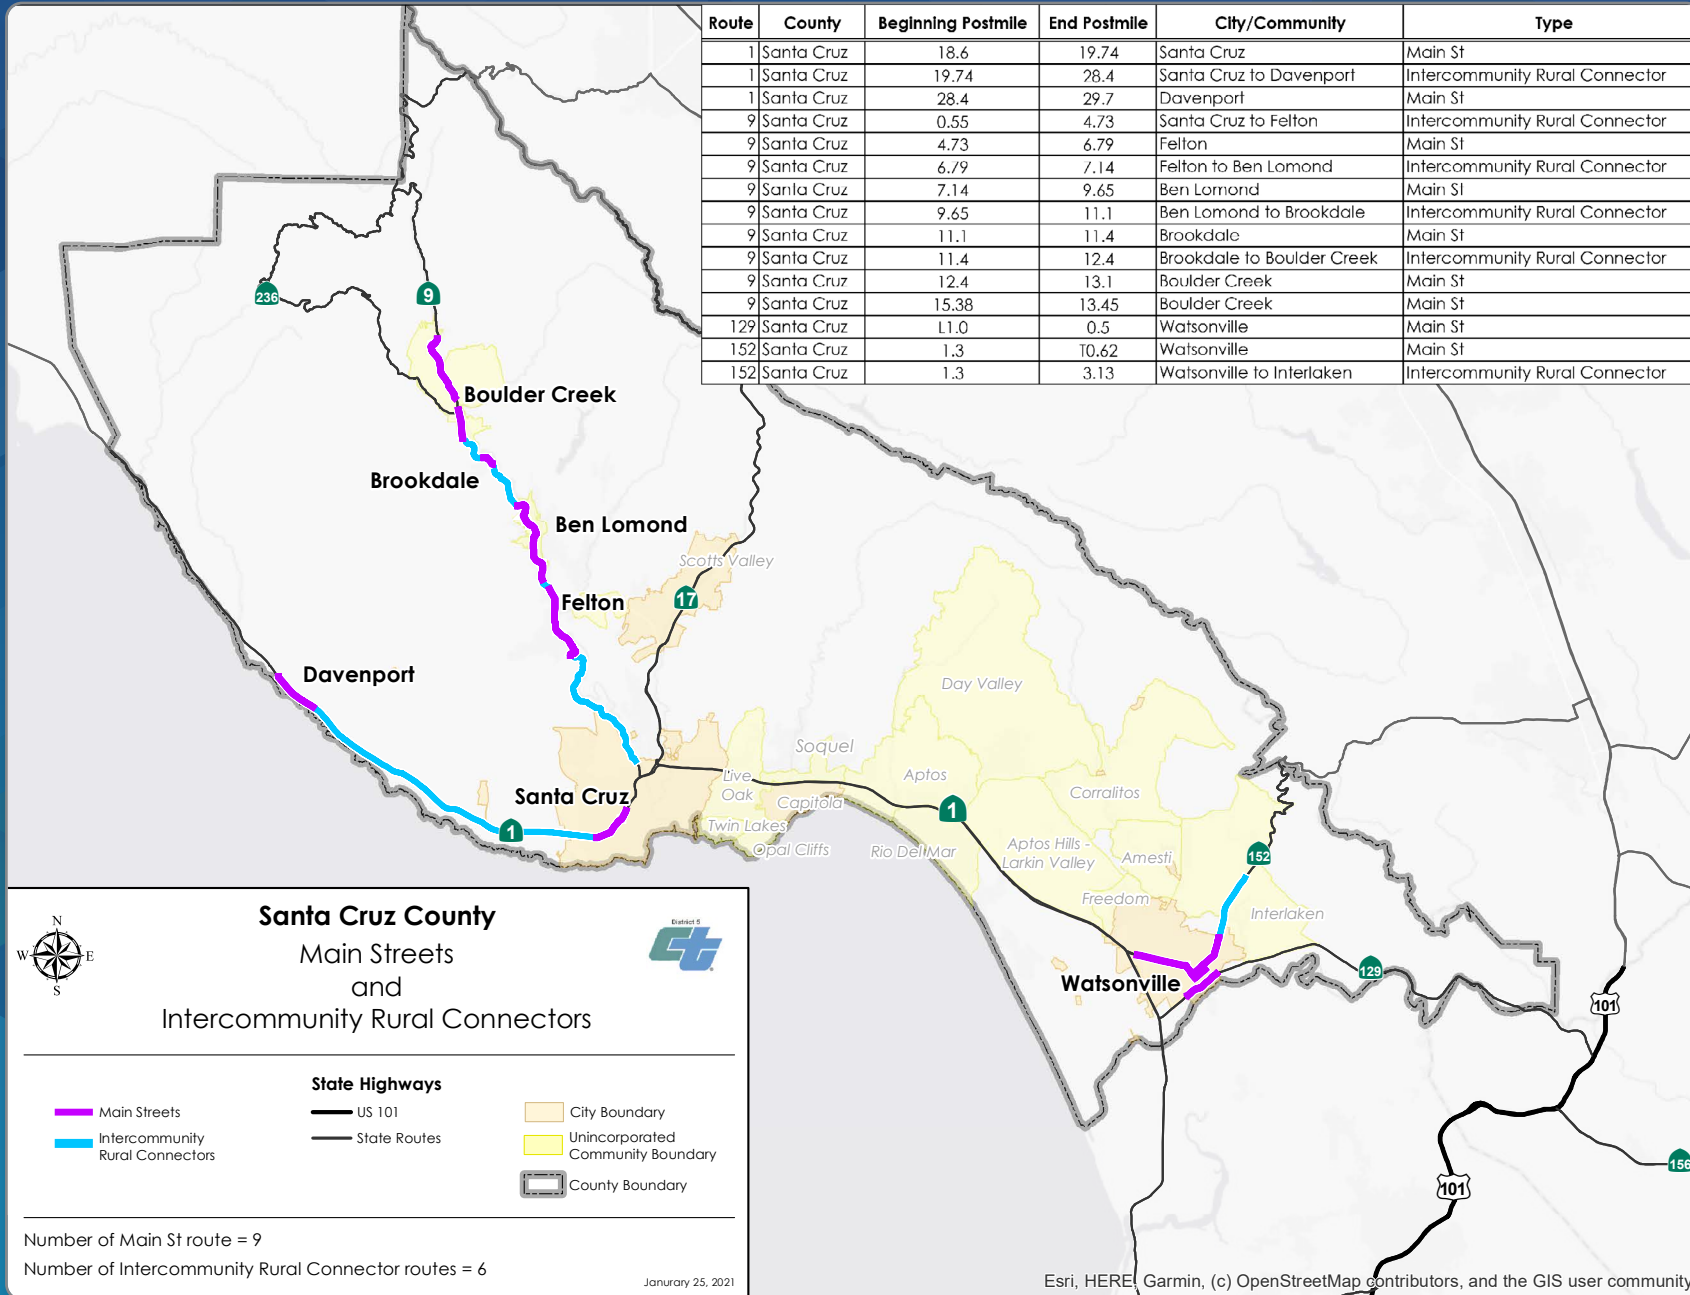 Route County Beginning Postmile End Postmile City/Community Type
1 Santa Cruz 18.6 19.74 Santa Cruz Main St
1 Santa Cruz 19.74 28.4 Santa Cruz to Davenport Intercommunity Rural Connector
1 Santa Cruz 28.4 29.7 Davenport Main St
9 Santa Cruz 0.55 4.73 Santa Cruz to Felton Intercommunity Rural Connector
9 Santa Cruz 4.73 6.79 Felton Main St
9 Santa Cruz 6.79 7.14 Felton to Ben Lomond Intercommunity Rural Connector
9 Santa Cruz 7.14 9.65 Ben Lomond Main St
9 Santa Cruz 9.65 11.1 Ben Lomond to Brookdale Intercommunity Rural Connector
9 Santa Cruz 11.1 11.4 Brookdale Main St
9 Santa Cruz 11.4 12.4 Brookdale to Boulder Creek Intercommunity Rural Connector
9 Santa Cruz 12.4 13.1 Boulder Creek Main St
9 Santa Cruz 15.38 13.45 Boulder Creek Main St
129 Santa Cruz L1.0 0.5 Watsonville Main St
152 Santa Cruz 1.3 T0.62 Watsonville Main St
152 Santa Cruz 1.3 3.13 Watsonville to Interlaken Intercommunity Rural Connector
236
9
Boulder Creek
Brookdale
Ben Lomond
Scotts Valley
17
Felton
Davenport
Day Valley
Soquel
Live
Oak
Aptos
Corralitos
Santa Cruz
Capitola
1
1
Twin Lakes
Opal Cliffs
Rio Del Mar
Aptos Hills -
Larkin Valley
Amesti
152
Freedom
Interlaken
Watsonville
129
101
101
156
N
W E
S
Santa Cruz County
Main Streets
and
Intercommunity Rural Connectors
District 5
ct
State Highways
Main Streets
Intercommunity
Rural Connectors
US 101
State Routes
City Boundary
Unincorporated
Community Boundary
County Boundary
Number of Main St route = 9
Number of Intercommunity Rural Connector routes = 6
Janurary 25, 2021
Esri, HERE, Garmin, (c) OpenStreetMap contributors, and the GIS user community